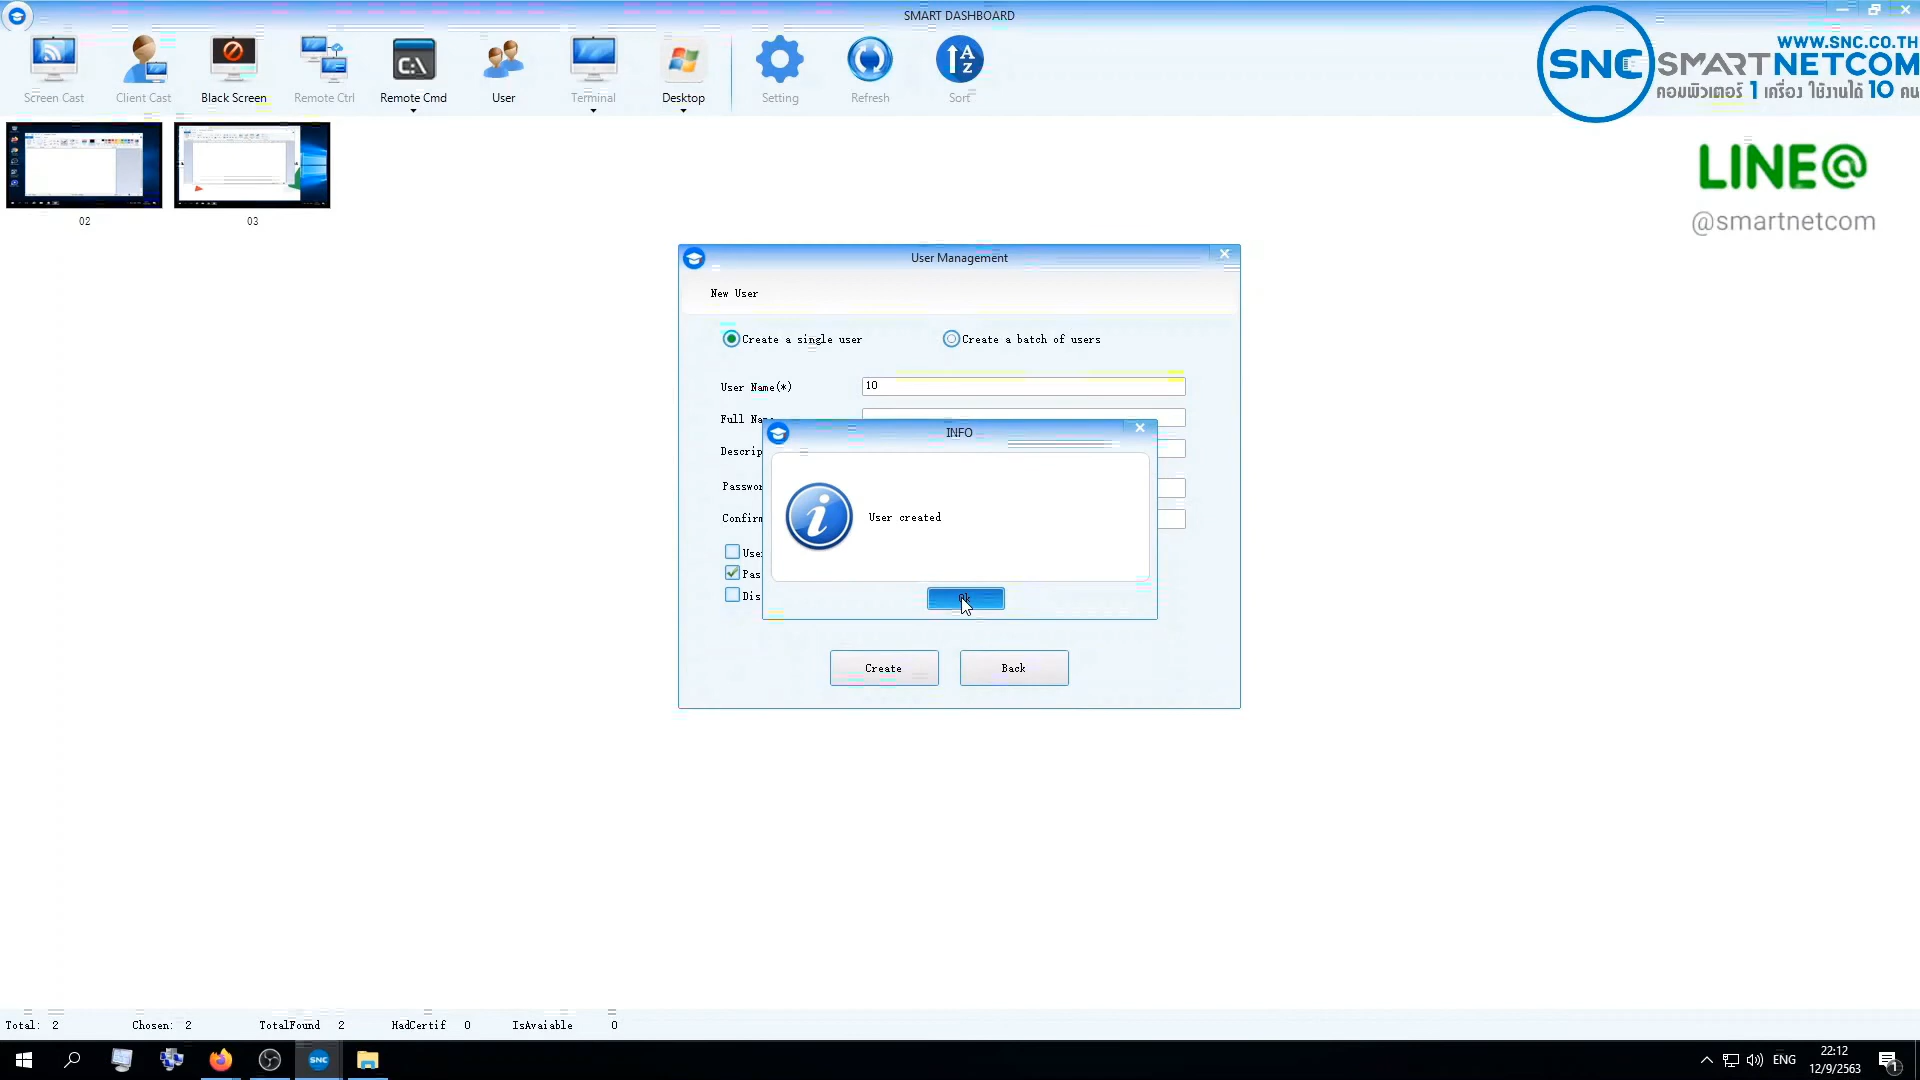 SMART DASHBOARD
Screen Cast
Client Cast
Black Screen
Remote Ctrl
Remote Cmd
User
Terminal
Desktop
Setting
Refresh
Sort
C:\
A
Z
SNC
WWW.SNC.CO.TH
SMARTNETCOM
คอมพิวเตอร์ 1 เครื่อง ใช้งานได้ 10 คน
LINE@
@smartnetcom
02
03
User Management
New User
Create a single user
Create a batch of users
User Name(*)
10
Full Na
INFO
Descrip
Passwor
User created
Confirm
Use
Pas
Dis
Ok
Create
Back
Total: 2
Chosen: 2
TotalFound 2
HadCertif 0
IsAvaiable 0
SNC
ENG
22:12
12/9/2563
1